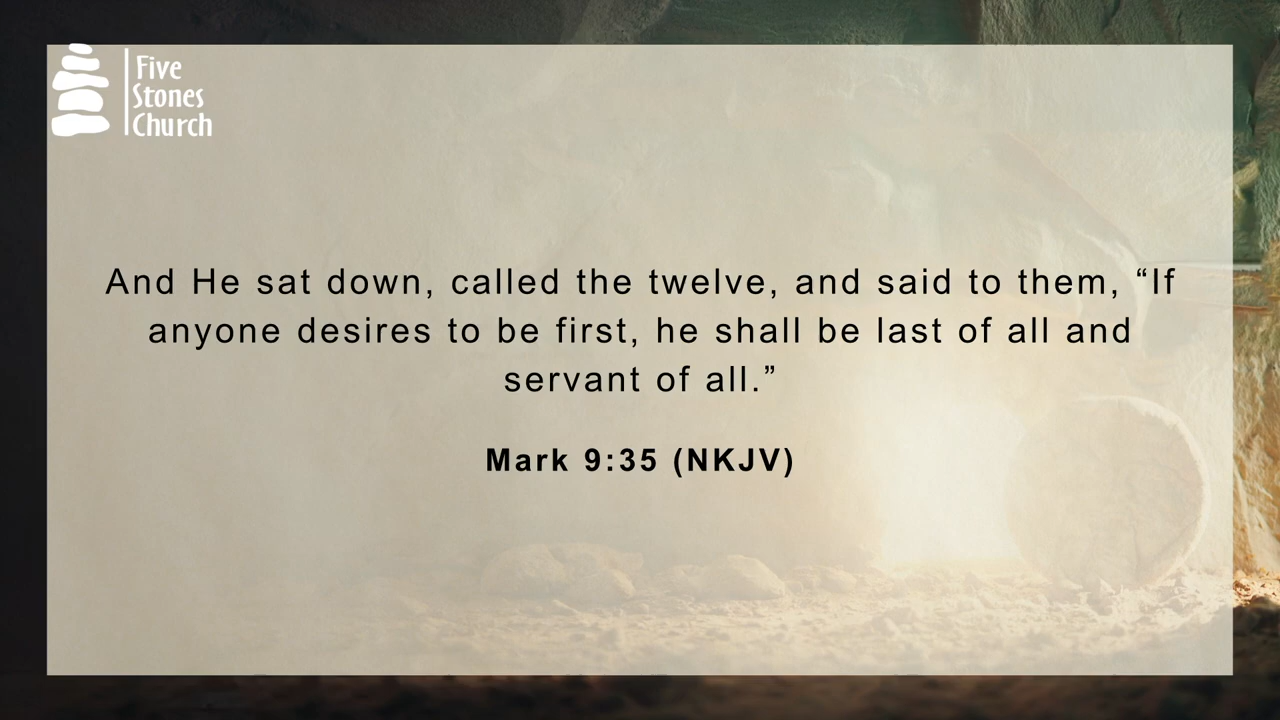 Five
Stones
Church
And He sat down, called the twelve, and said to them, “If
anyone desires to be first, he shall be last of all and
servant of all.”
Mark 9:35 (NKJV)